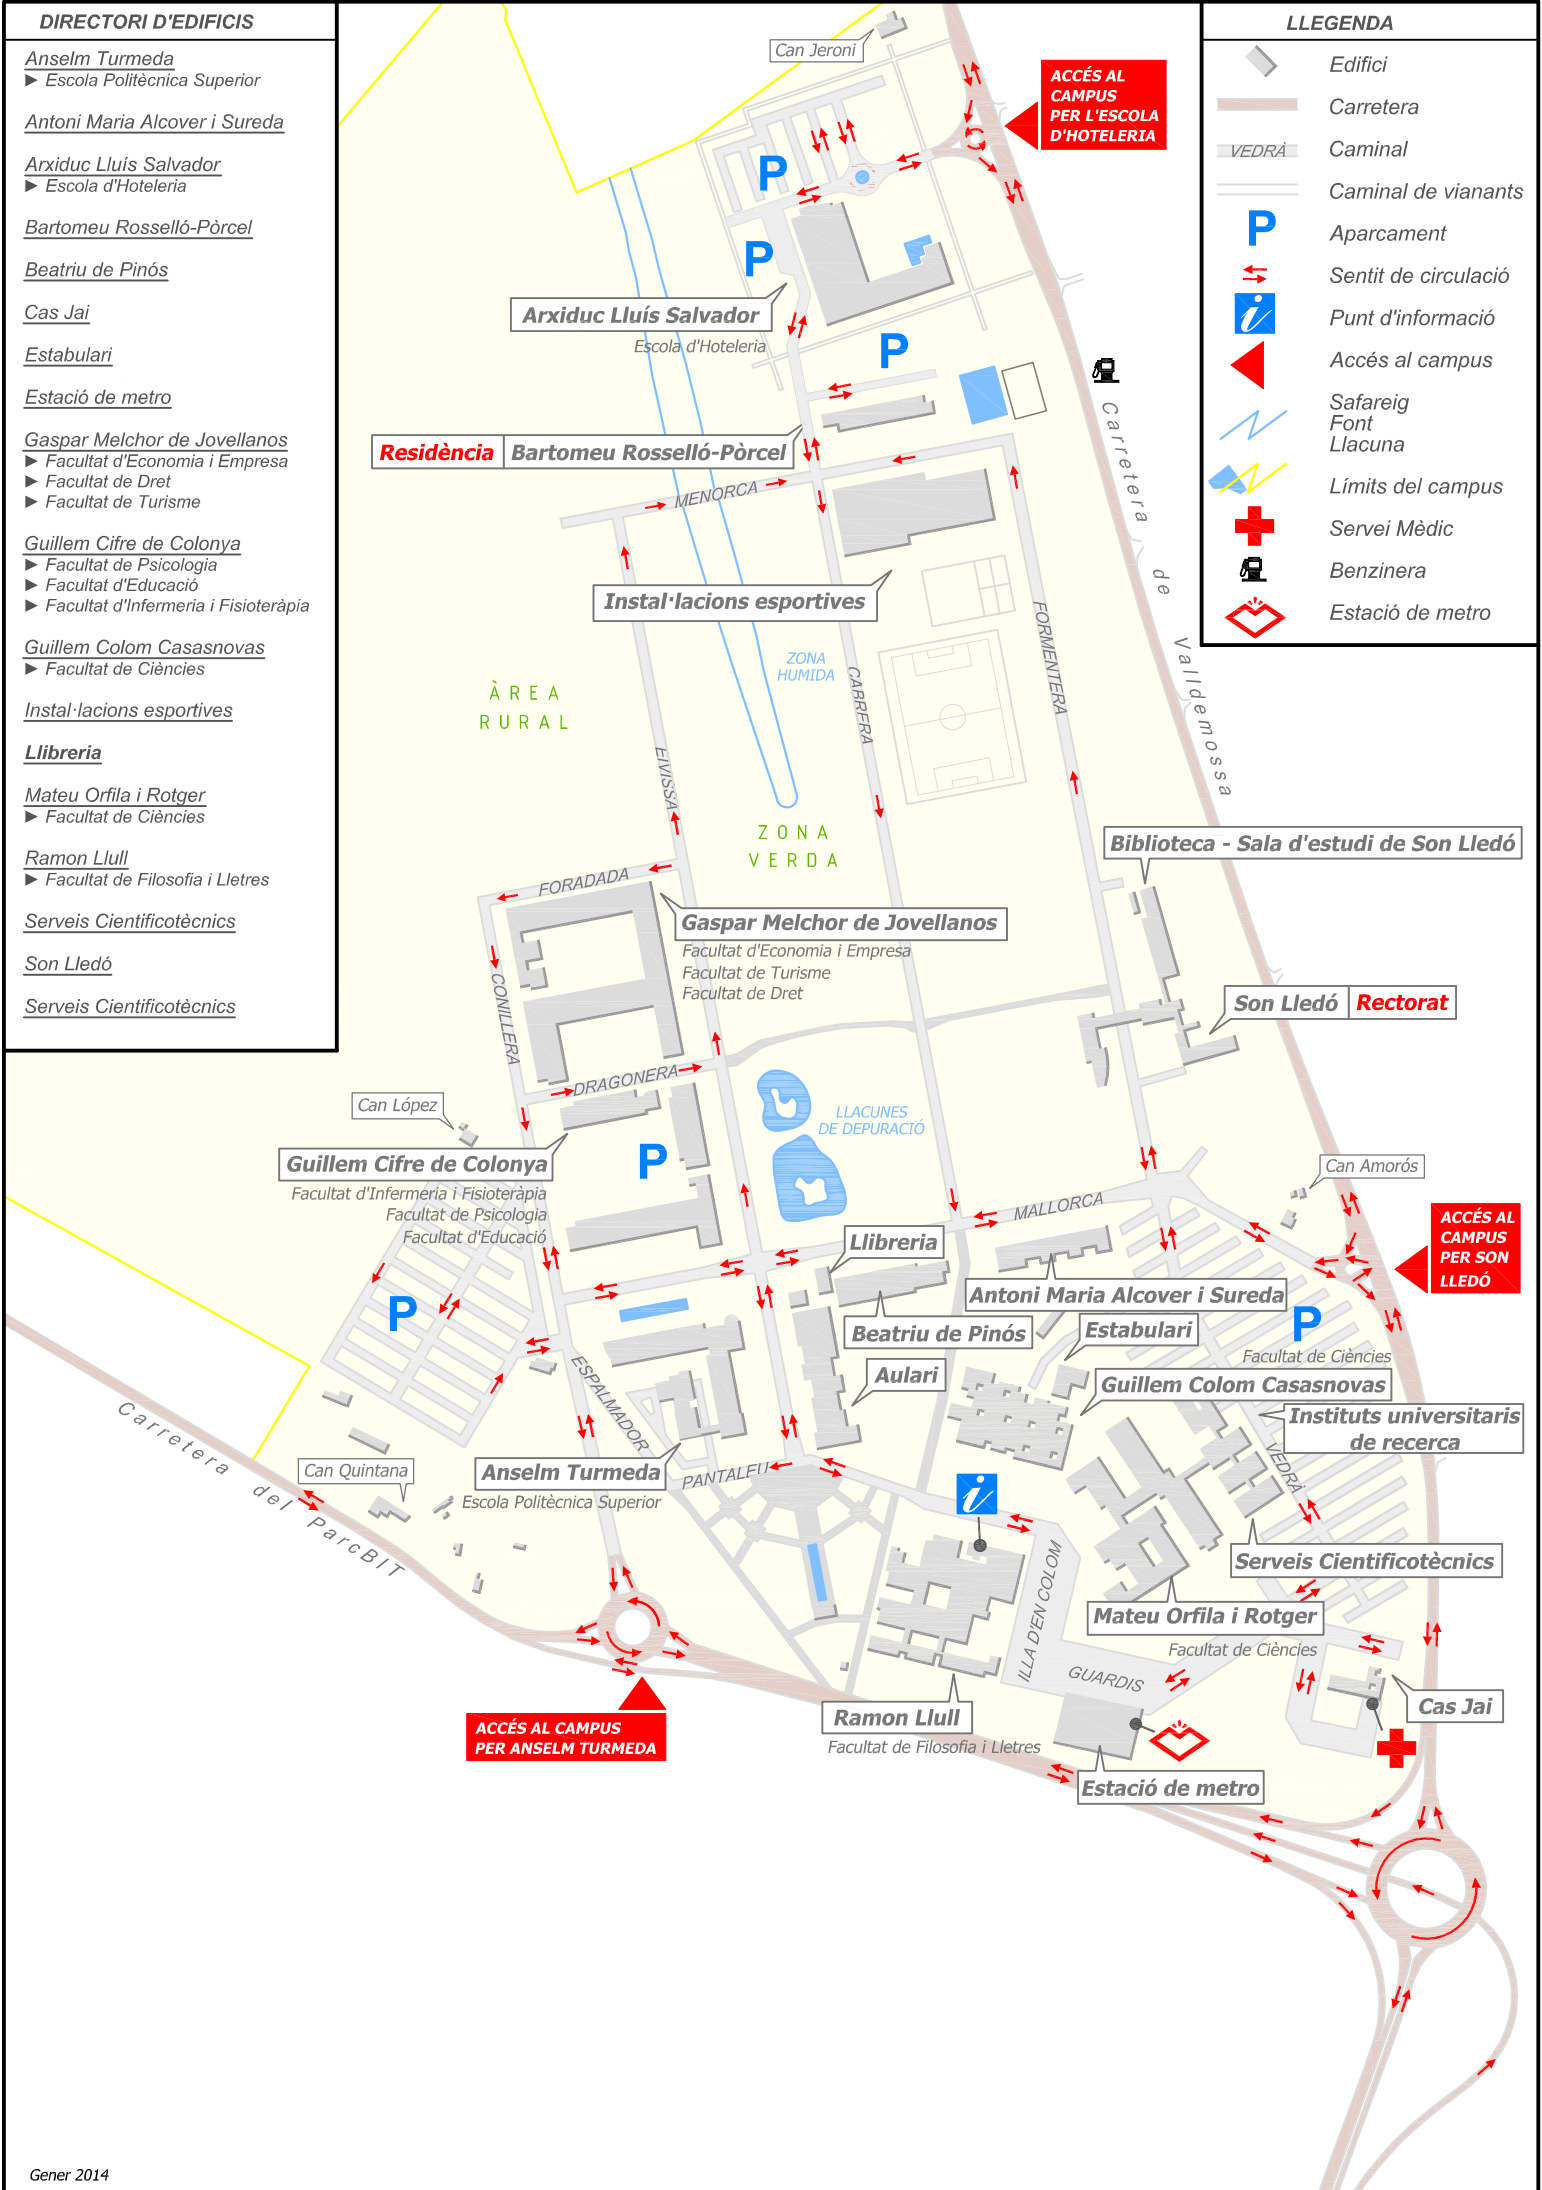 DIRECTORI D'EDIFICIS
Anselm Turmeda
► Escola Politècnica Superior
Antoni Maria Alcover i Sureda
Arxiduc Lluís Salvador
► Escola d'Hoteleria
Bartomeu Rosselló-Pòrcel
Beatriu de Pinós
Cas Jai
Estabulari
Estació de metro
Gaspar Melchor de Jovellanos
► Facultat d'Economia i Empresa
► Facultat de Dret
► Facultat de Turisme
Guillem Cifre de Colonya
► Facultat de Psicologia
► Facultat d'Educació
► Facultat d'Infermeria i Fisioteràpia
Guillem Colom Casasnovas
► Facultat de Ciències
Instal·lacions esportives
Llibreria
Mateu Orfila i Rotger
► Facultat de Ciències
Ramon Llull
► Facultat de Filosofia i Lletres
Serveis Cientificotècnics
Son Lledó
Serveis Cientificotècnics
LLEGENDA
Edifici
Carretera
VEDRÀ Caminal
Caminal de vianants
P Aparcament
Sentit de circulació
i Punt d'informació
Accés al campus
Safareig
Font
Llacuna
Límits del campus
Servei Mèdic
Benzinera
Estació de metro
Can Jeroni
ACCÉS AL
CAMPUS
PER L'ESCOLA
D'HOTELERIA
P
P
Arxiduc Lluís Salvador
Escola d'Hoteleria
P
Residència Bartomeu Rosselló-Pòrcel
MENORCA
Carretera de Valldemossa
Instal·lacions esportives
FORMENTERA
ZONA
HUMIDA
CABRERA
ÀREA
RURAL
EIVISSA
ZONA
VERDA
Biblioteca - Sala d'estudi de Son Lledó
FORADADA
Gaspar Melchor de Jovellanos
Facultat d'Economia i Empresa
Facultat de Turisme
Facultat de Dret
CONILLERA
Son Lledó Rectorat
DRAGONERA
Can López
LLACUNES
DE DEPURACIÓ
Guillem Cifre de Colonya
Facultat d'Infermeria i Fisioteràpia
Facultat de Psicologia
Facultat d'Educació
P
Can Amorós
MALLORCA
ACCÉS AL
CAMPUS
PER SON
LLEDÓ
Llibreria
Antoni Maria Alcover i Sureda
P
P
Beatriu de Pinós
Estabulari
Facultat de Ciències
Aulari
Guillem Colom Casasnovas
ESPALMADOR
Instituts universitaris
de recerca
VEDRÀ
Carretera del ParcBIT
Can Quintana
Anselm Turmeda
Escola Politècnica Superior
PANTALEU
i
Serveis Cientificotècnics
ILLA D'EN COLOM
Mateu Orfila i Rotger
Facultat de Ciències
GUARDIS
Cas Jai
Ramon Llull
Facultat de Filosofia i Lletres
ACCÉS AL CAMPUS
PER ANSELM TURMEDA
Estació de metro
Gener 2014